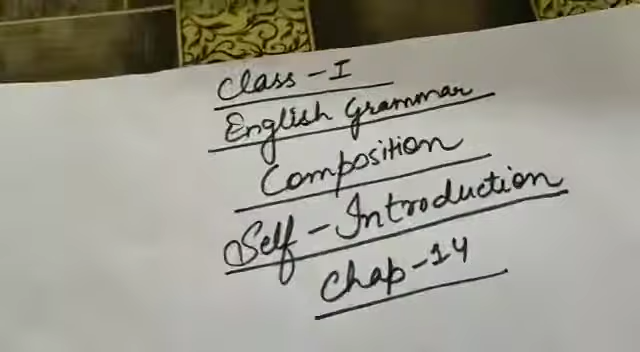 Class - I
English Grammar
Composition
Self - Introduction
Chap - 14